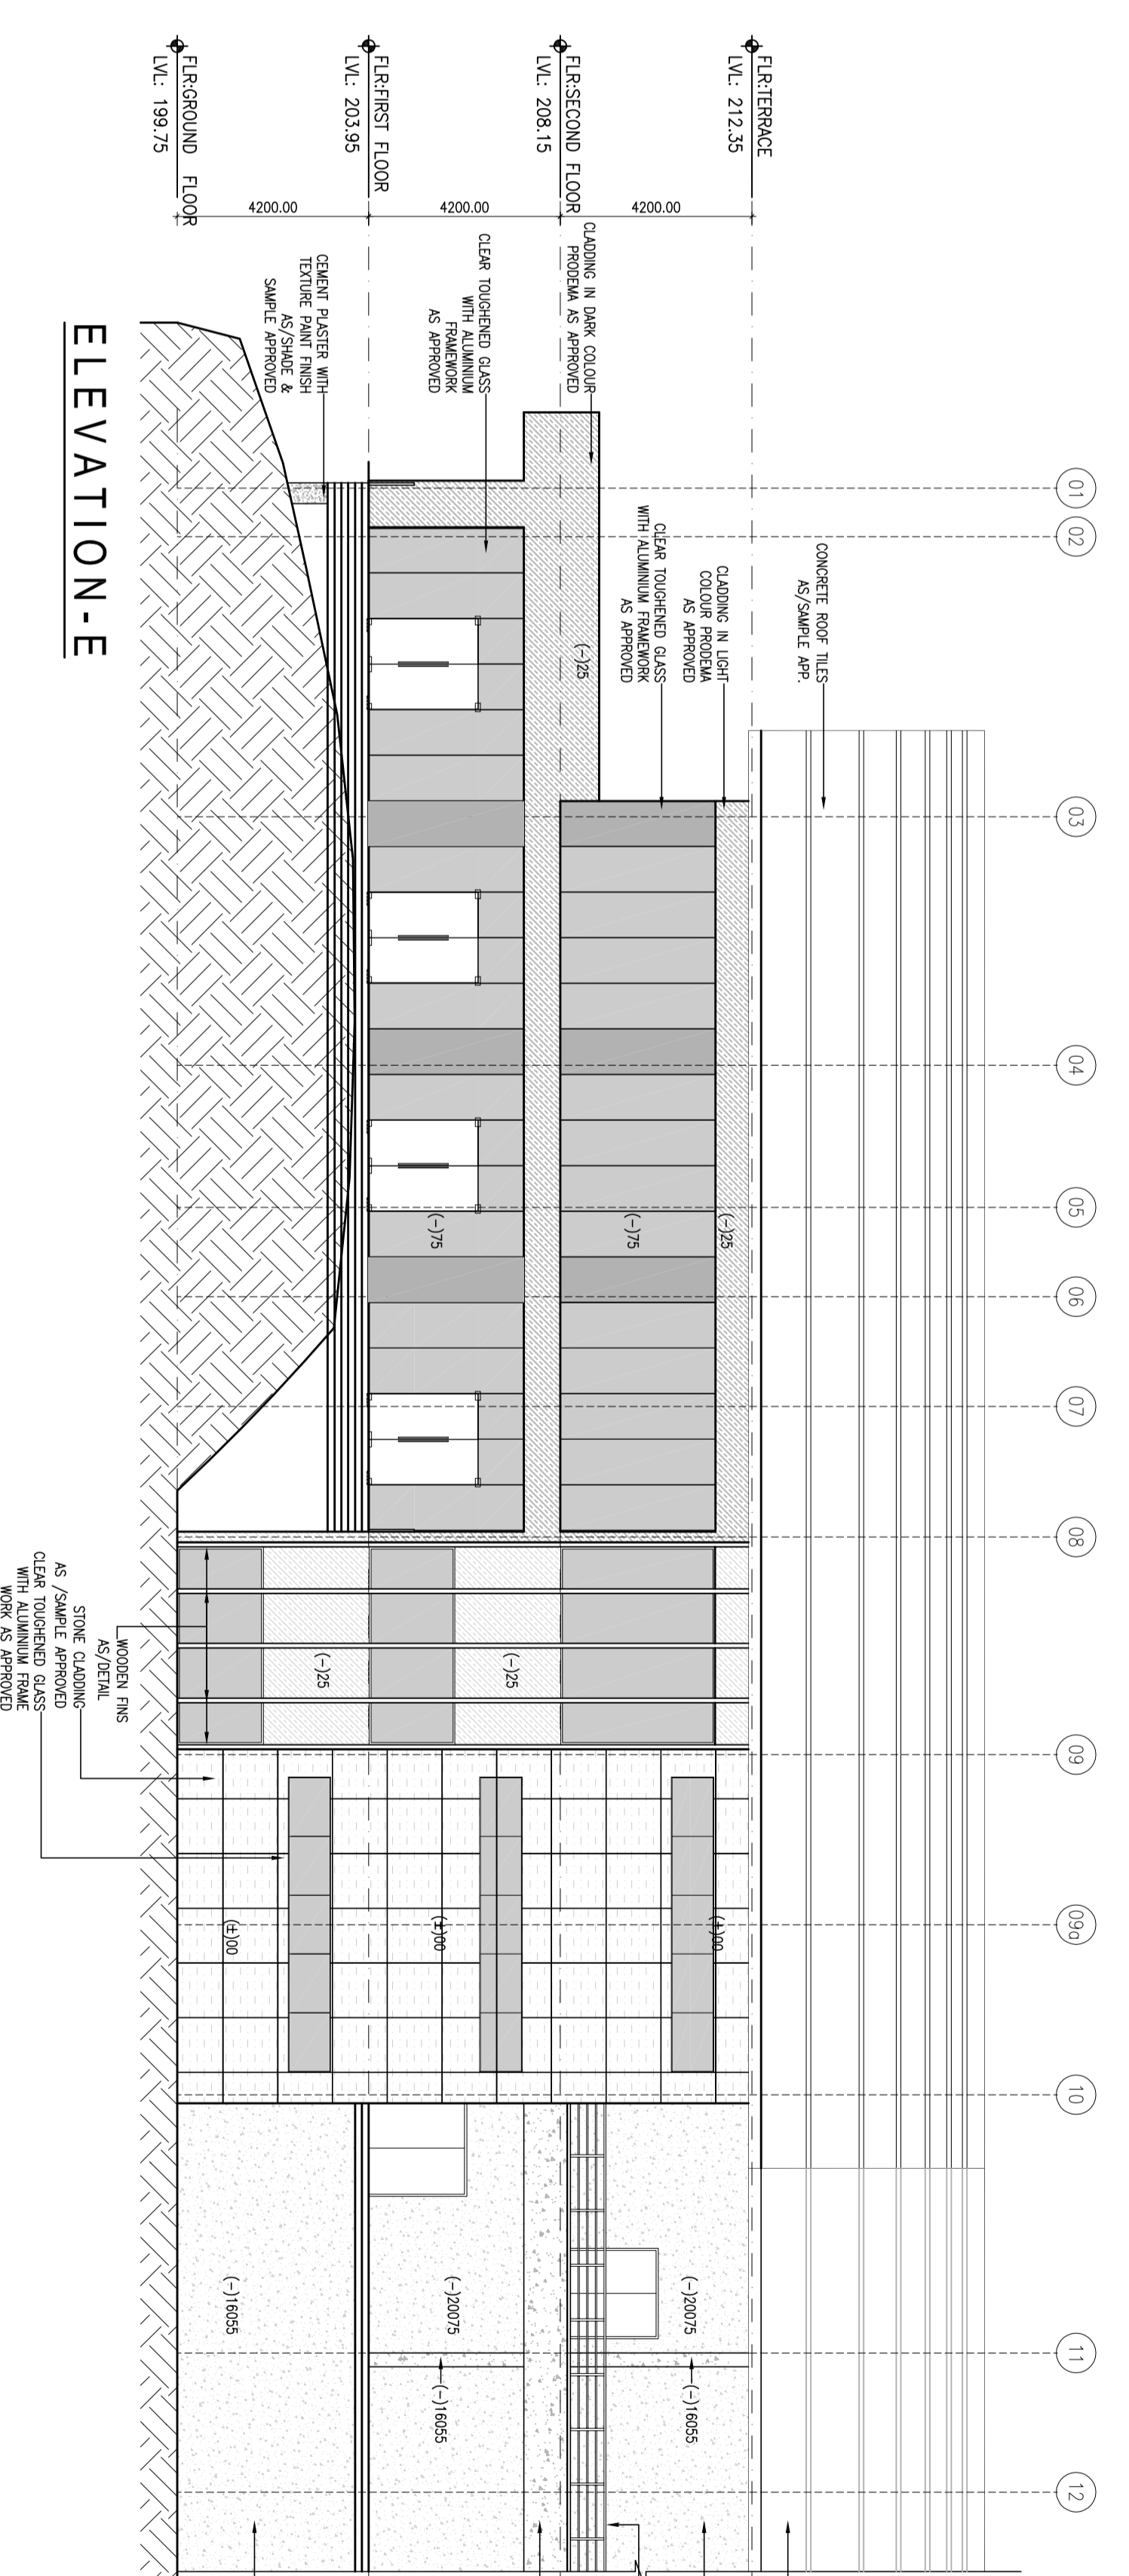 01
02
03
04
05
06
07
08
09
09a
10
11
12
FLR:TERRACE
LVL: 212.35
FLR:SECOND FLOOR
LVL: 208.15
FLR:FIRST FLOOR
LVL: 203.95
FLR:GROUND FLOOR
LVL: 199.75
4200.00
4200.00
4200.00
CONCRETE ROOF TILES
AS/SAMPLE APP.
CLADDING IN LIGHT
COLOUR PRODEMA
AS APPROVED
CLEAR TOUGHENED GLASS
WITH ALUMINIUM FRAMEWORK
AS APPROVED
CLADDING IN DARK COLOUR
PRODEMA AS APPROVED
CLEAR TOUGHENED GLASS
WITH ALUMINIUM
FRAMEWORK
AS APPROVED
CEMENT PLASTER WITH
TEXTURE PAINT FINISH
AS/SHADE &
SAMPLE APPROVED
(-)25
(-)25
(-)75
(-)75
(-)25
(-)25
(±)00
(±)00
(±)00
(-)20075
(-)20075
(-)16055
(-)16055
(-)16055
WOODEN FINS
AS/DETAIL
STONE CLADDING
AS /SAMPLE APPROVED
CLEAR TOUGHENED GLASS
WITH ALUMINIUM FRAME
WORK AS APPROVED
ELEVATION-E